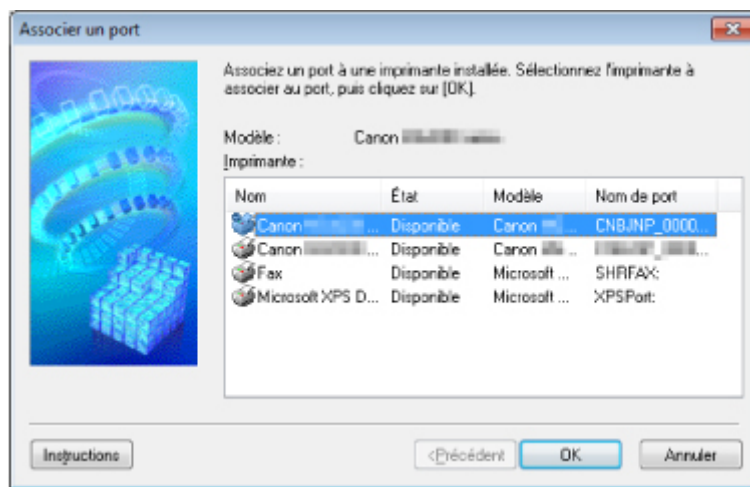 Associer un port
Associez un port à une imprimante installée. Sélectionnez l'imprimante à
associer au port, puis cliquez sur [OK].
Modèle : Canon
Imprimante :
Nom État Modèle Nom de port
Canon ... Disponible Canon ... CNBJNP_0000...
Canon ... Disponible Canon ...
Fax Disponible Microsoft ... SHRFAX:
Microsoft XPS D... Disponible Microsoft ... XPSPort:
Instructions <Précédent OK Annuler